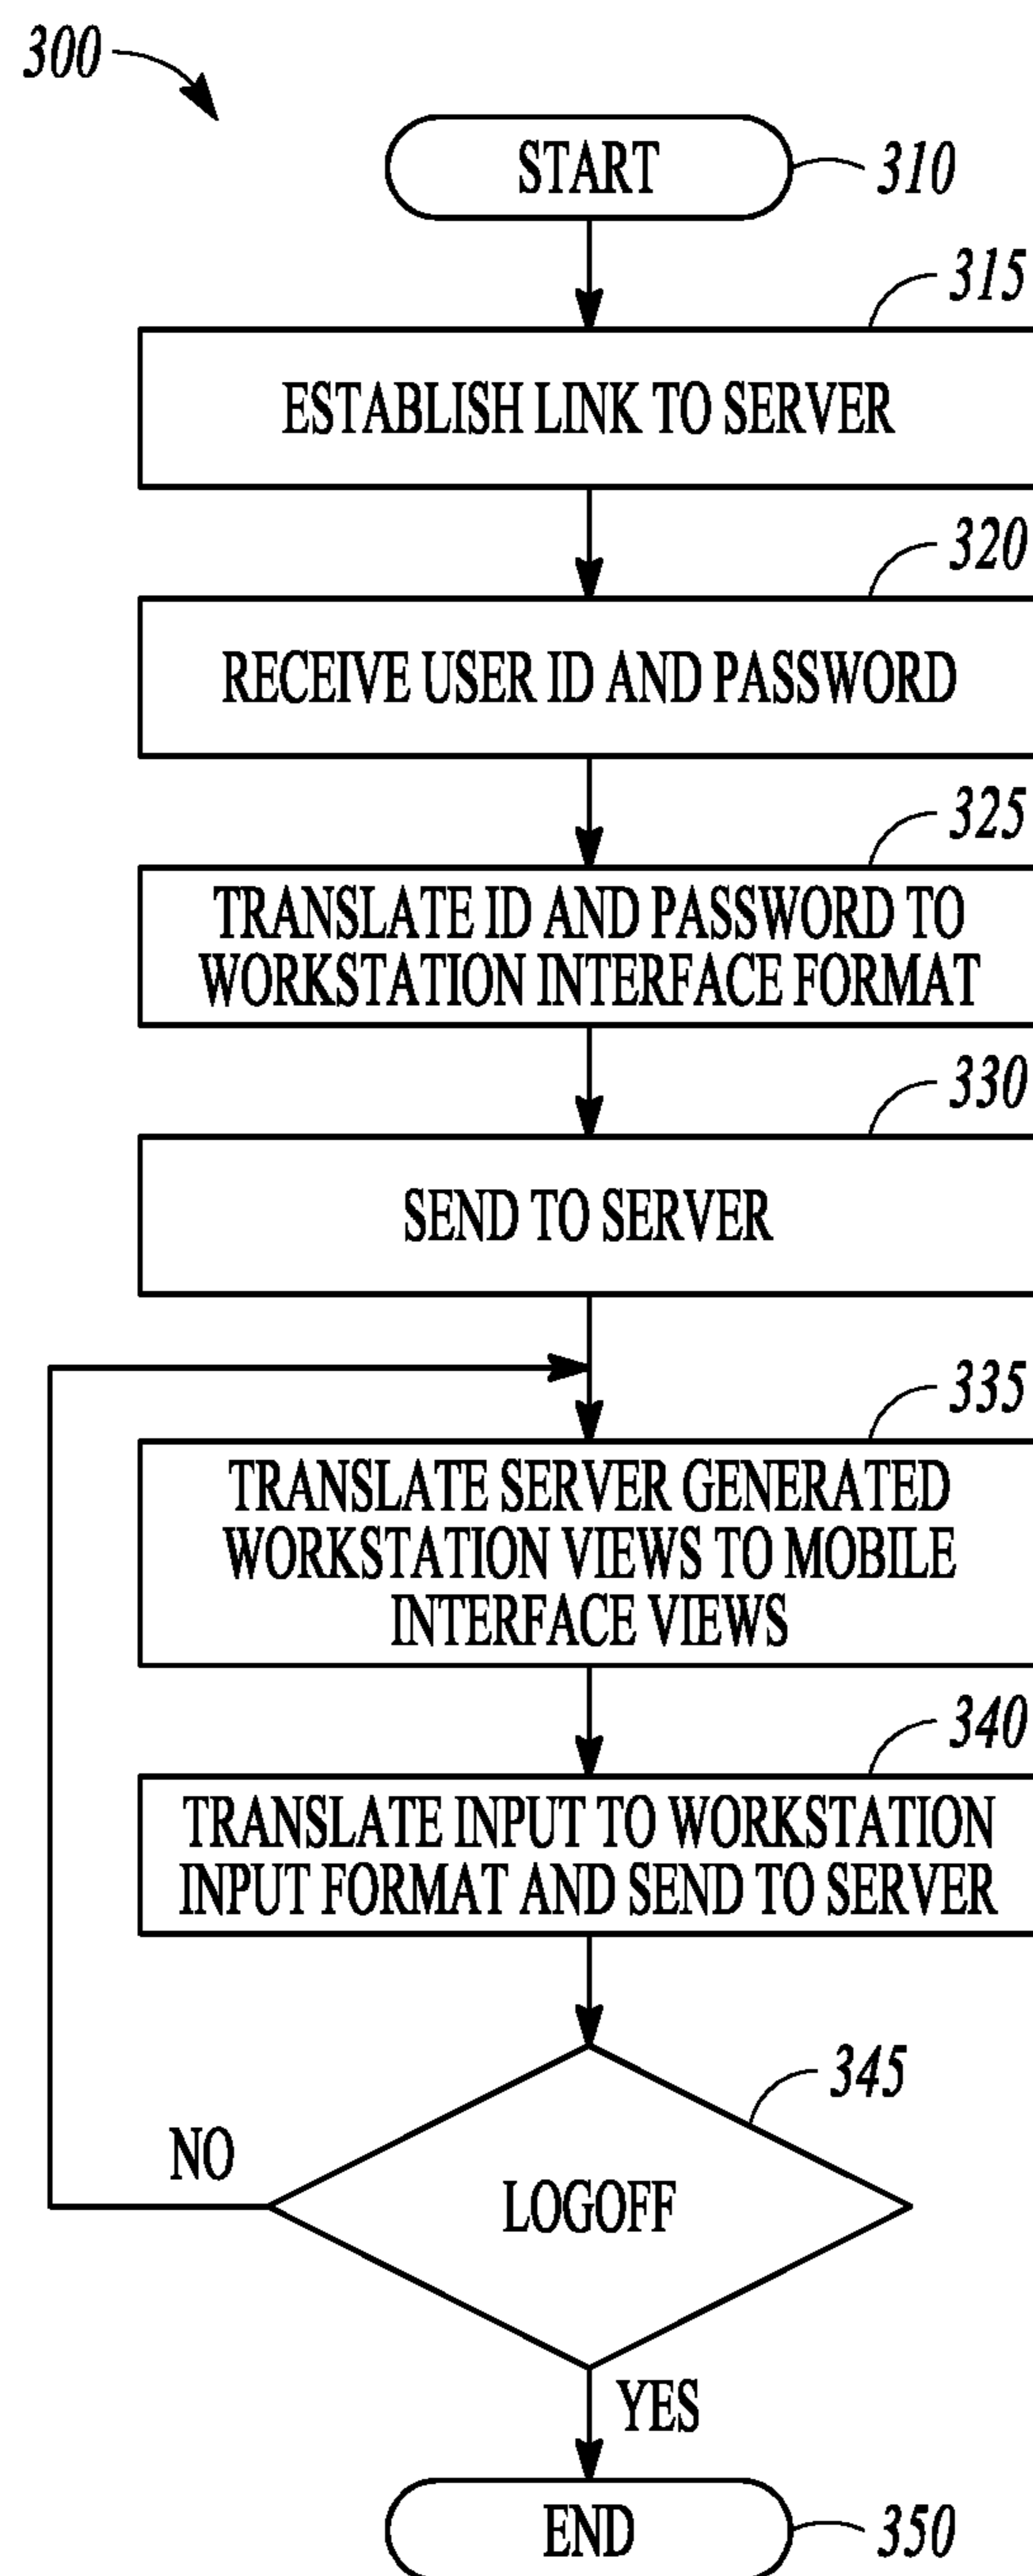 300
START
310
315
ESTABLISH LINK TO SERVER
320
RECEIVE USER ID AND PASSWORD
325
TRANSLATE ID AND PASSWORD TO
WORKSTATION INTERFACE FORMAT
330
SEND TO SERVER
335
TRANSLATE SERVER GENERATED
WORKSTATION VIEWS TO MOBILE
INTERFACE VIEWS
340
TRANSLATE INPUT TO WORKSTATION
INPUT FORMAT AND SEND TO SERVER
345
NO
LOGOFF
YES
END
350